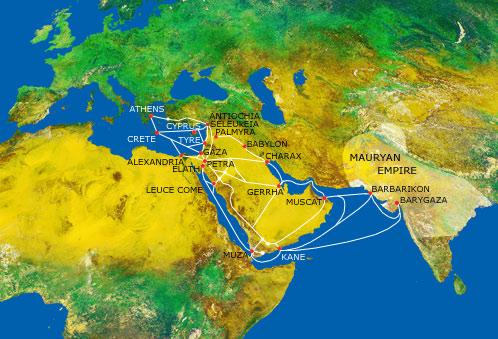 ATHENS
ANTIOCHIA
CYPRUS
SELEUKEIA
CRETE
PALMYRA
TYRE
BABYLON
GAZA
ALEXANDRIA
PETRA
CHARAX
ELATH
LEUCE COME
GERRHA
MUSCAT
MAURYAN
EMPIRE
BARBARIKON
BARYGAZA
MUZA
KANE